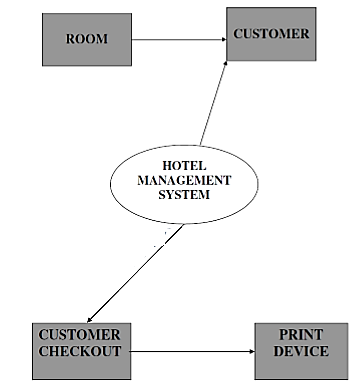 ROOM
CUSTOMER
HOTEL
MANAGEMENT
SYSTEM
CUSTOMER
CHECKOUT
PRINT
DEVICE